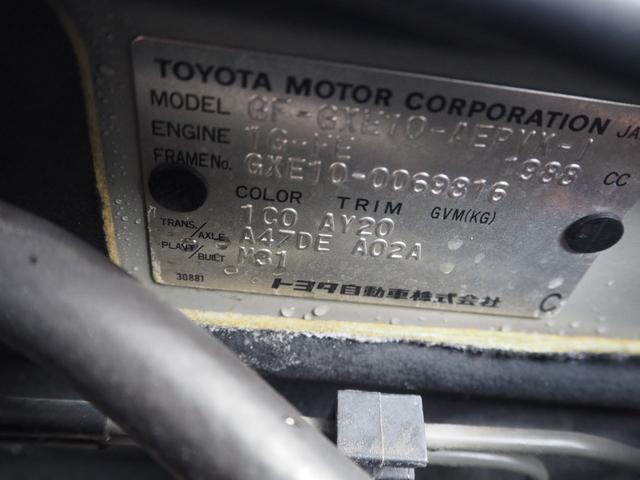 TOYOTA MOTOR CORPORATION JA
MODEL GF-GXE10-AEPVK-J
ENGINE 1G-FE 1988 CC
FRAME No. GXE10-0069816
COLOR TRIM GVM(KG)
1C0 AY20
TRANS./AXLE A47DE A02A
PLANT/BUILT M31
36881
トヨタ自動車株式会社 C